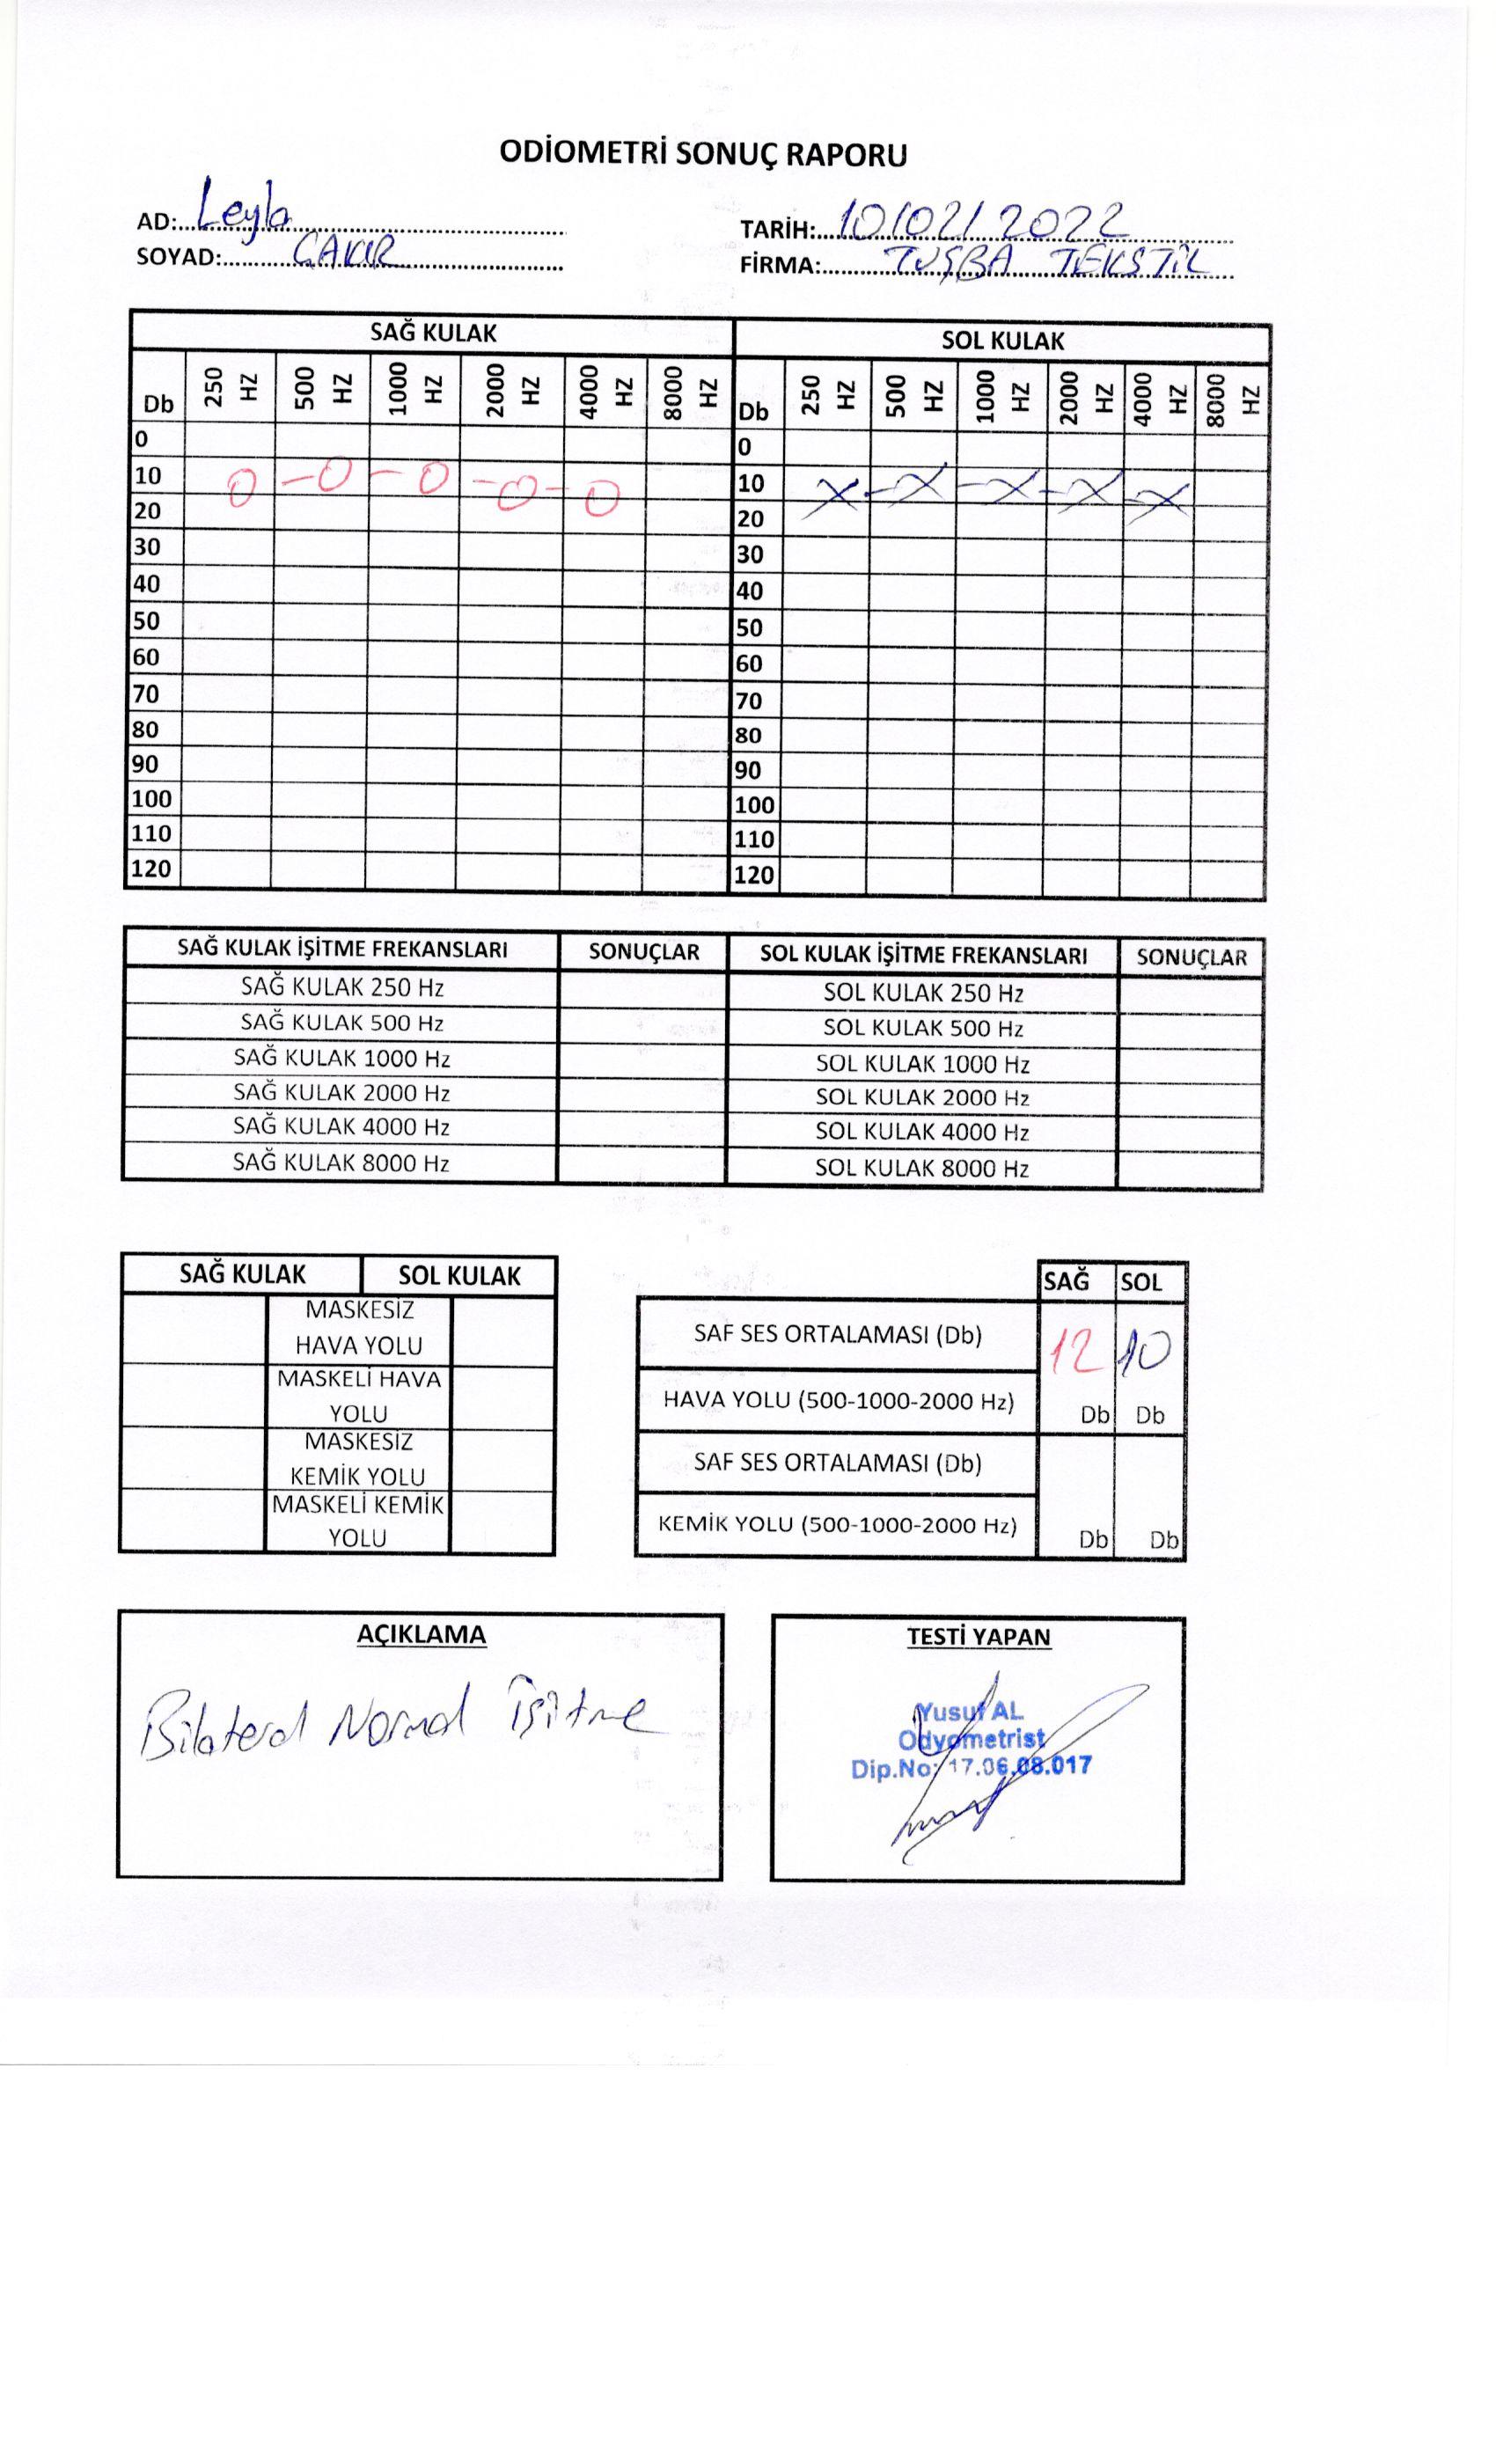 ODİOMETRİ SONUÇ RAPORU
AD: Leyla
SOYAD: ÇAKIR
TARİH: 10/02/2022
FİRMA: TUŞBA TEKSTİL
SAĞ KULAK SOL KULAK
Db 250 HZ 500 HZ 1000 HZ 2000 HZ 4000 HZ 8000 HZ Db 250 HZ 500 HZ 1000 HZ 2000 HZ 4000 HZ 8000 HZ
0 0
10 10
20 20
30 30
40 40
50 50
60 60
70 70
80 80
90 90
100 100
110 110
120 120
SAĞ KULAK İŞİTME FREKANSLARI SONUÇLAR SOL KULAK İŞİTME FREKANSLARI SONUÇLAR
SAĞ KULAK 250 Hz SOL KULAK 250 Hz
SAĞ KULAK 500 Hz SOL KULAK 500 Hz
SAĞ KULAK 1000 Hz SOL KULAK 1000 Hz
SAĞ KULAK 2000 Hz SOL KULAK 2000 Hz
SAĞ KULAK 4000 Hz SOL KULAK 4000 Hz
SAĞ KULAK 8000 Hz SOL KULAK 8000 Hz
SAĞ KULAK SOL KULAK
MASKESİZ
HAVA YOLU
MASKELİ HAVA
YOLU
MASKESİZ
KEMİK YOLU
MASKELİ KEMİK
YOLU
SAĞ SOL
SAF SES ORTALAMASI (Db) 12 10
HAVA YOLU (500-1000-2000 Hz) Db Db
SAF SES ORTALAMASI (Db)
KEMİK YOLU (500-1000-2000 Hz) Db Db
AÇIKLAMA
Bilateral Normal İşitme
TESTİ YAPAN
Yusuf AL
Odyometrist
Dip.No: 17.06.08.017